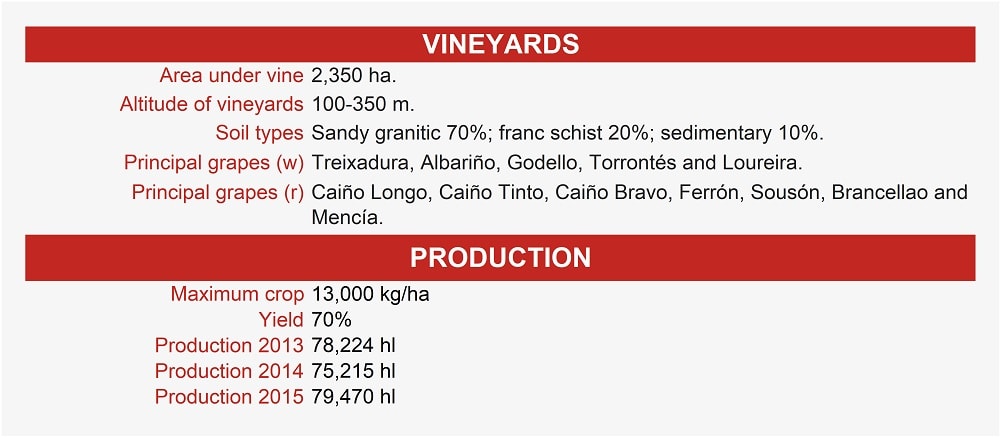 VINEYARDS
Area under vine 2,350 ha.
Altitude of vineyards 100-350 m.
Soil types Sandy granitic 70%; franc schist 20%; sedimentary 10%.
Principal grapes (w) Treixadura, Albariño, Godello, Torrontés and Loureira.
Principal grapes (r) Caiño Longo, Caiño Tinto, Caiño Bravo, Ferrón, Sousón, Brancellao and
Mencía.
PRODUCTION
Maximum crop 13,000 kg/ha
Yield 70%
Production 2013 78,224 hl
Production 2014 75,215 hl
Production 2015 79,470 hl